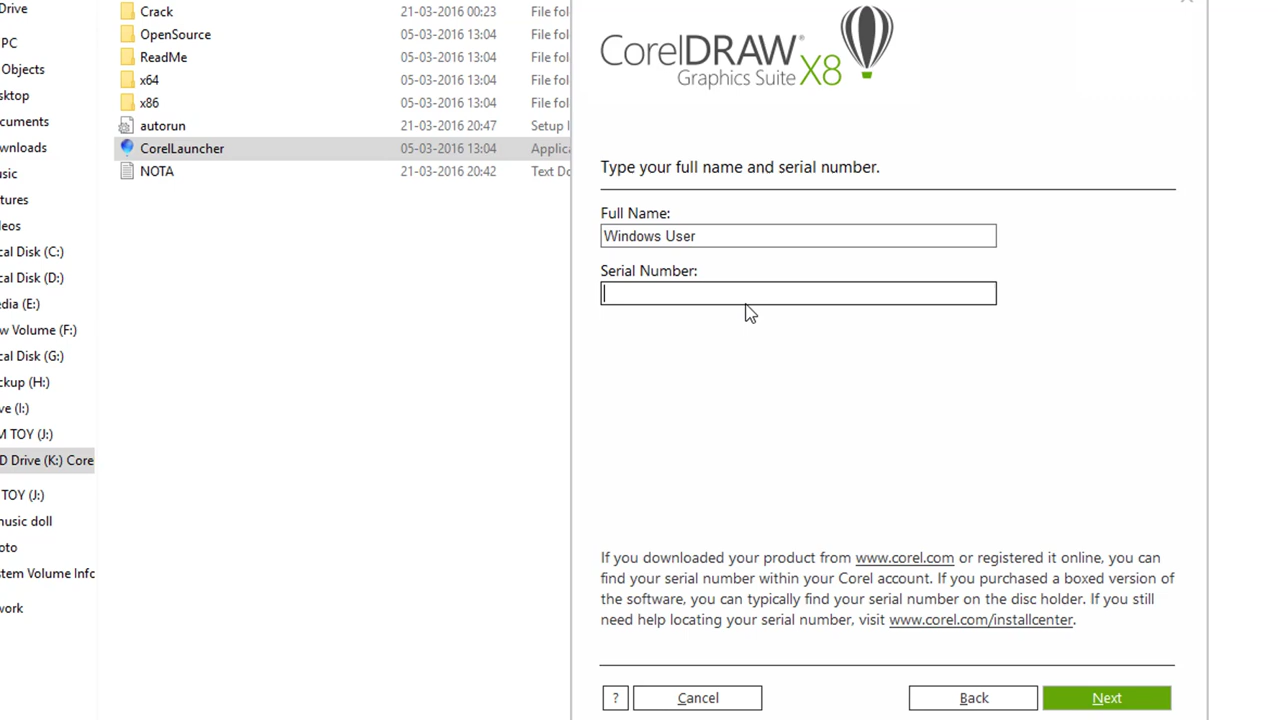 Drive
PC
Objects
sktop
cuments
wnloads
sic
tures
eos
cal Disk (C:)
cal Disk (D:)
edia (E:)
w Volume (F:)
cal Disk (G:)
ckup (H:)
ve (I:)
M TOY (J:)
D Drive (K:) Core
TOY (J:)
music doll
oto
stem Volume Info
work
Crack 21-03-2016 00:23 File fol
OpenSource 05-03-2016 13:04 File fol
ReadMe 05-03-2016 13:04 File fol
x64 05-03-2016 13:04 File fol
x86 05-03-2016 13:04 File fol
autorun 21-03-2016 20:47 Setup I
CorelLauncher 05-03-2016 13:04 Applica
NOTA 21-03-2016 20:42 Text Do
CorelDRAW®
Graphics Suite X8
Type your full name and serial number.
Full Name:
Windows User
Serial Number:
If you downloaded your product from www.corel.com or registered it online, you can
find your serial number within your Corel account. If you purchased a boxed version of
the software, you can typically find your serial number on the disc holder. If you still
need help locating your serial number, visit www.corel.com/installcenter.
? Cancel Back Next